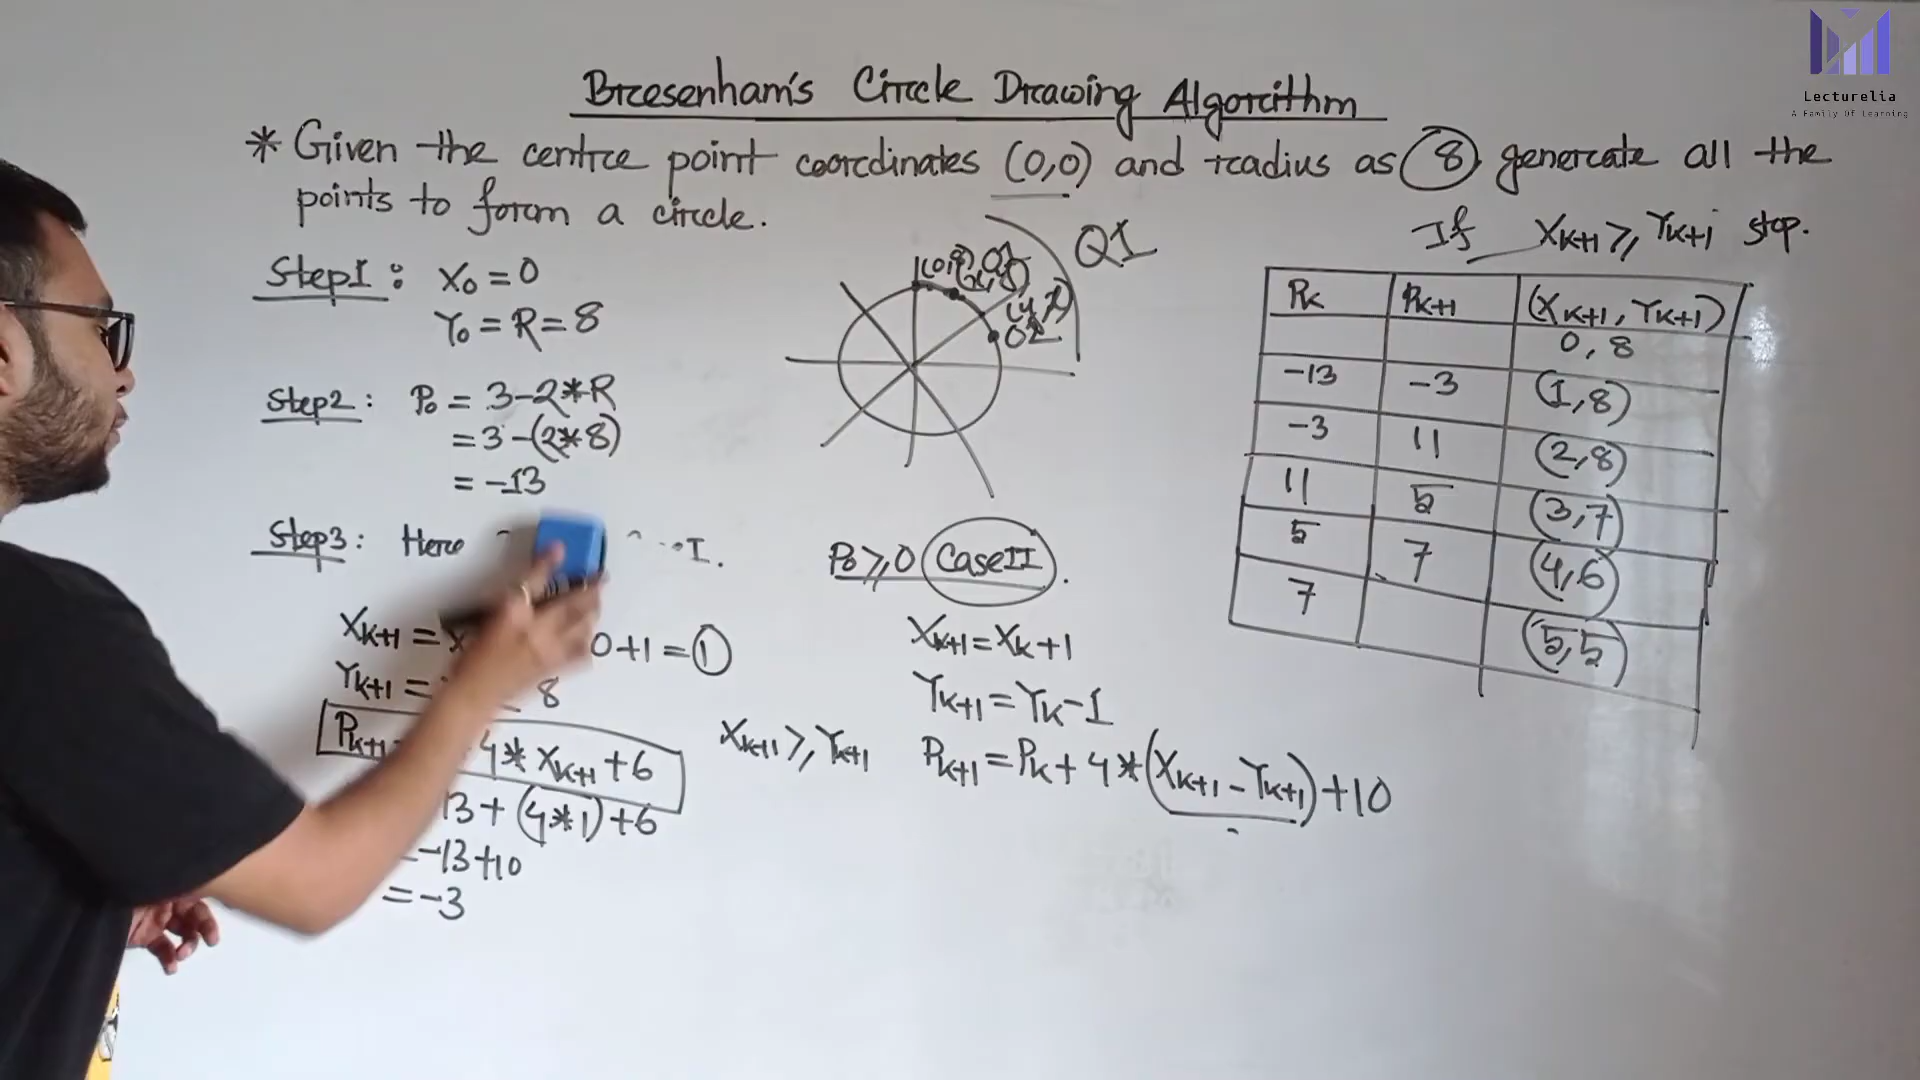 Lecturelia
A Family Of Learning
Bresenham's Circle Drawing Algorithm
* Given the centre point coordinates (0,0) and radius as 8 generate all the
points to form a circle.
Step1: X0 = 0
Y0 = R = 8
Step2: P0 = 3-2*R
= 3-(2*8)
= -13
Step3: Here I.
XK+1 = 0+1 = 1
YK+1 = 8
PK+1 4* XK+1 +6
13 + (4*1) +6
-13+10
= -3
Q1
(0,8)
XK+1 ≥ YK+1
P0 ≥ 0 Case II.
XK+1 = XK+1
YK+1 = YK-1
PK+1 = PK + 4*(XK+1 - YK+1) +10
If XK+1 ≥ YK+1 stop.
PK PK+1 (XK+1, YK+1)
0, 8
-13 -3 (1,8)
-3 11 (2,8)
11 5 (3,7)
5 7 (4,6)
7 (5,5)